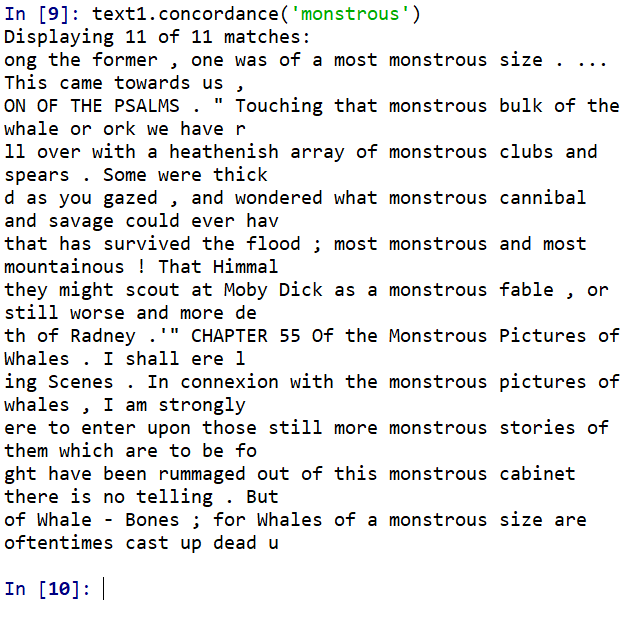 In [9]: text1.concordance('monstrous')
Displaying 11 of 11 matches:
ong the former , one was of a most monstrous size . ...
This came towards us ,
ON OF THE PSALMS . " Touching that monstrous bulk of the
whale or ork we have r
ll over with a heathenish array of monstrous clubs and
spears . Some were thick
d as you gazed , and wondered what monstrous cannibal
and savage could ever hav
that has survived the flood ; most monstrous and most
mountainous ! That Himmal
they might scout at Moby Dick as a monstrous fable , or
still worse and more de
th of Radney .'" CHAPTER 55 Of the Monstrous Pictures of
Whales . I shall ere l
ing Scenes . In connexion with the monstrous pictures of
whales , I am strongly
ere to enter upon those still more monstrous stories of
them which are to be fo
ght have been rummaged out of this monstrous cabinet
there is no telling . But
of Whale - Bones ; for Whales of a monstrous size are
oftentimes cast up dead u
In [10]: